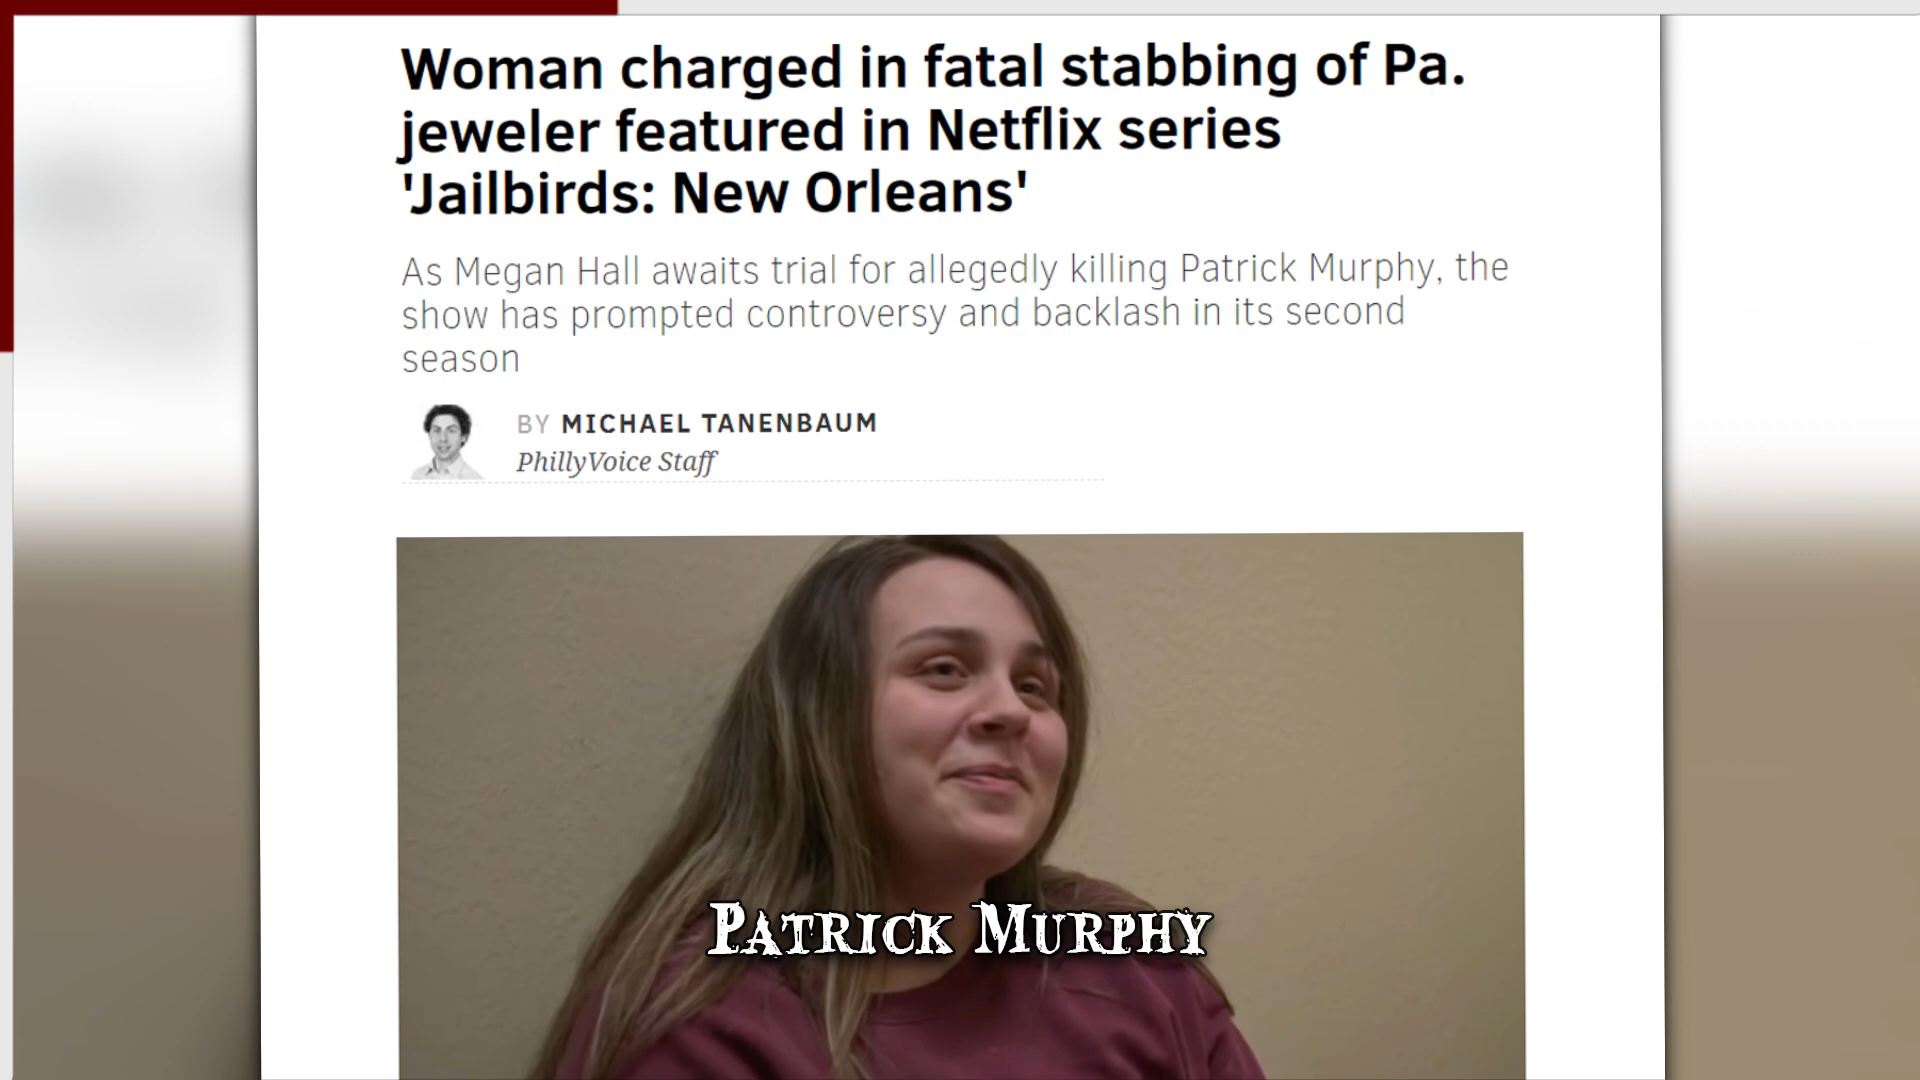 Woman charged in fatal stabbing of Pa.
jeweler featured in Netflix series
'Jailbirds: New Orleans'
As Megan Hall awaits trial for allegedly killing Patrick Murphy, the
show has prompted controversy and backlash in its second
season
BY MICHAEL TANENBAUM
PhillyVoice Staff
PATRICK MURPHY